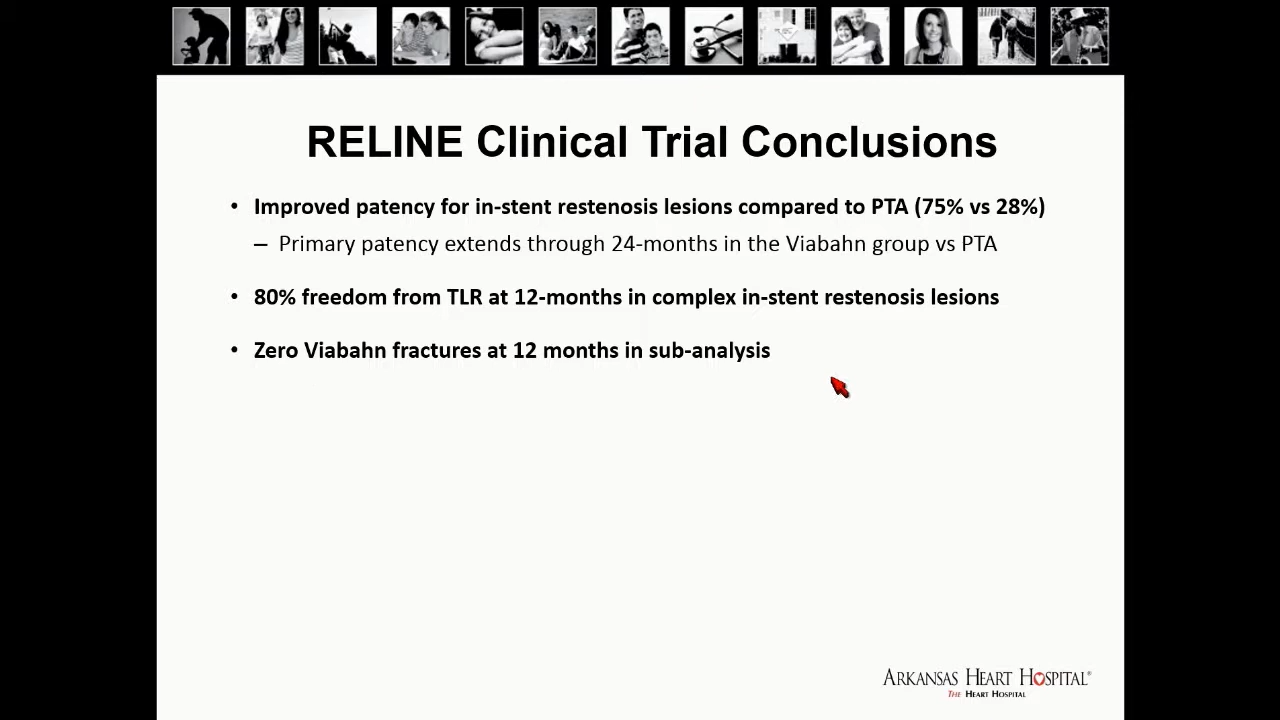 RELINE Clinical Trial Conclusions
• Improved patency for in-stent restenosis lesions compared to PTA (75% vs 28%)
– Primary patency extends through 24-months in the Viabahn group vs PTA
• 80% freedom from TLR at 12-months in complex in-stent restenosis lesions
• Zero Viabahn fractures at 12 months in sub-analysis
ARKANSAS HEART HOSPITAL®
THE HEART HOSPITAL